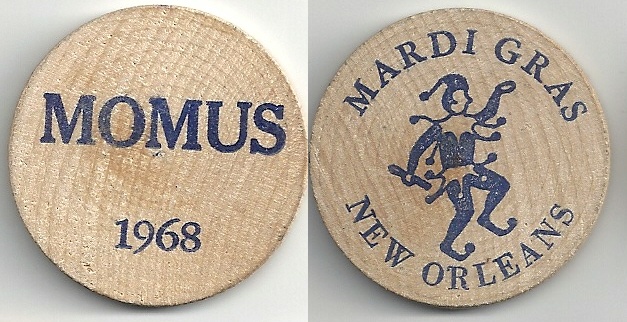 MOMUS
1968
MARDI GRAS
NEW ORLEANS